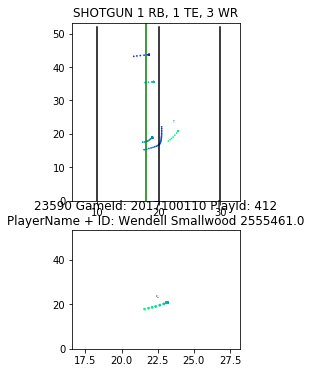 SHOTGUN 1 RB, 1 TE, 3 WR
50
40
30
20
10
0
10 20 30
23590 GameId: 2017100110 PlayId: 412
PlayerName + ID: Wendell Smallwood 2555461.0
40
20
0
17.5 20.0 22.5 25.0 27.5